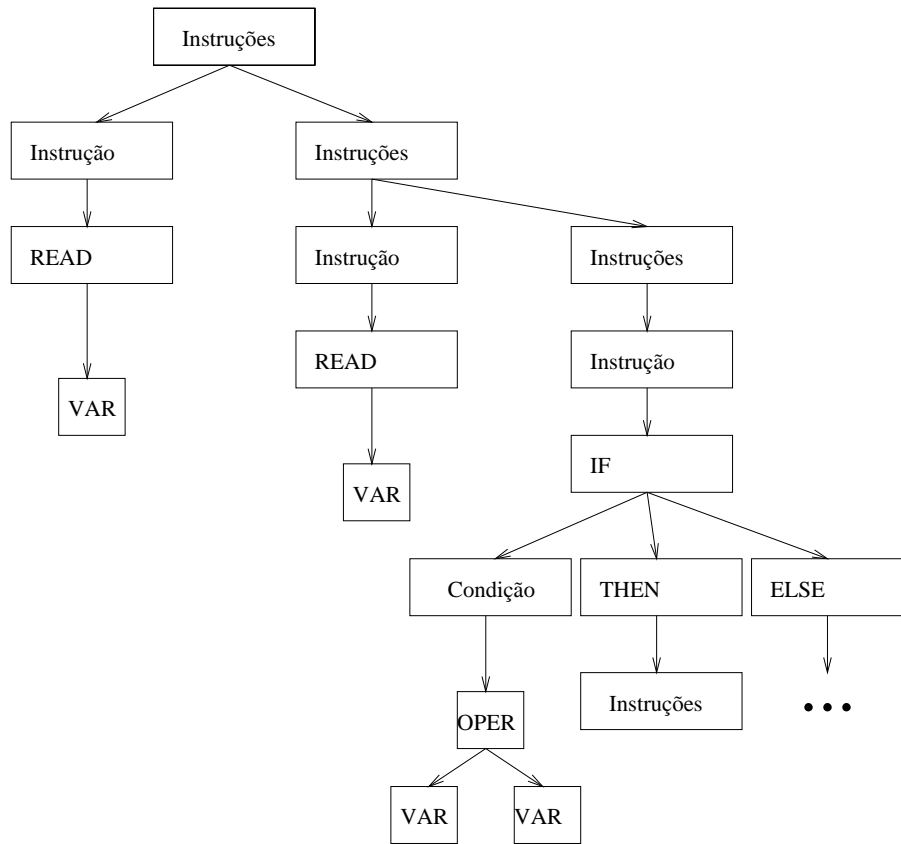 Instruções
Instrução
Instruções
READ
Instrução
Instruções
READ
Instrução
VAR
IF
VAR
Condição
THEN
ELSE
OPER
Instruções
...
VAR
VAR